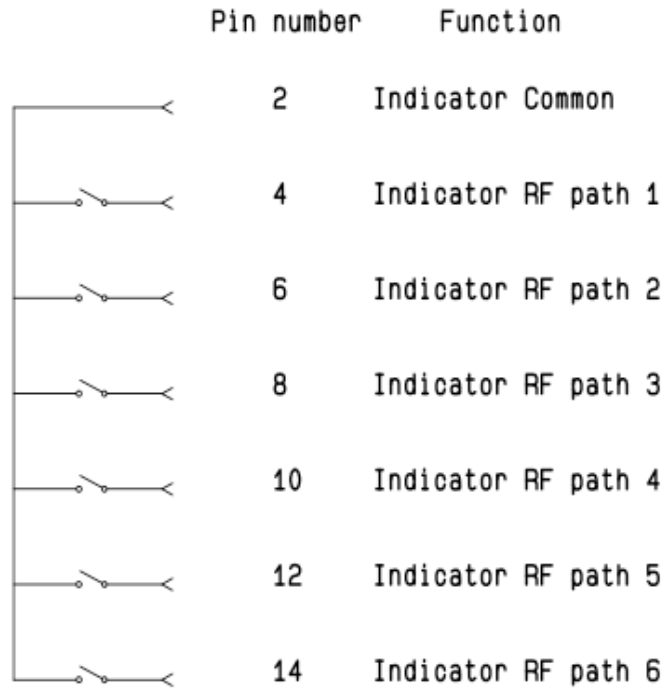 Pin number Function
2 Indicator Common
4 Indicator RF path 1
6 Indicator RF path 2
8 Indicator RF path 3
10 Indicator RF path 4
12 Indicator RF path 5
14 Indicator RF path 6